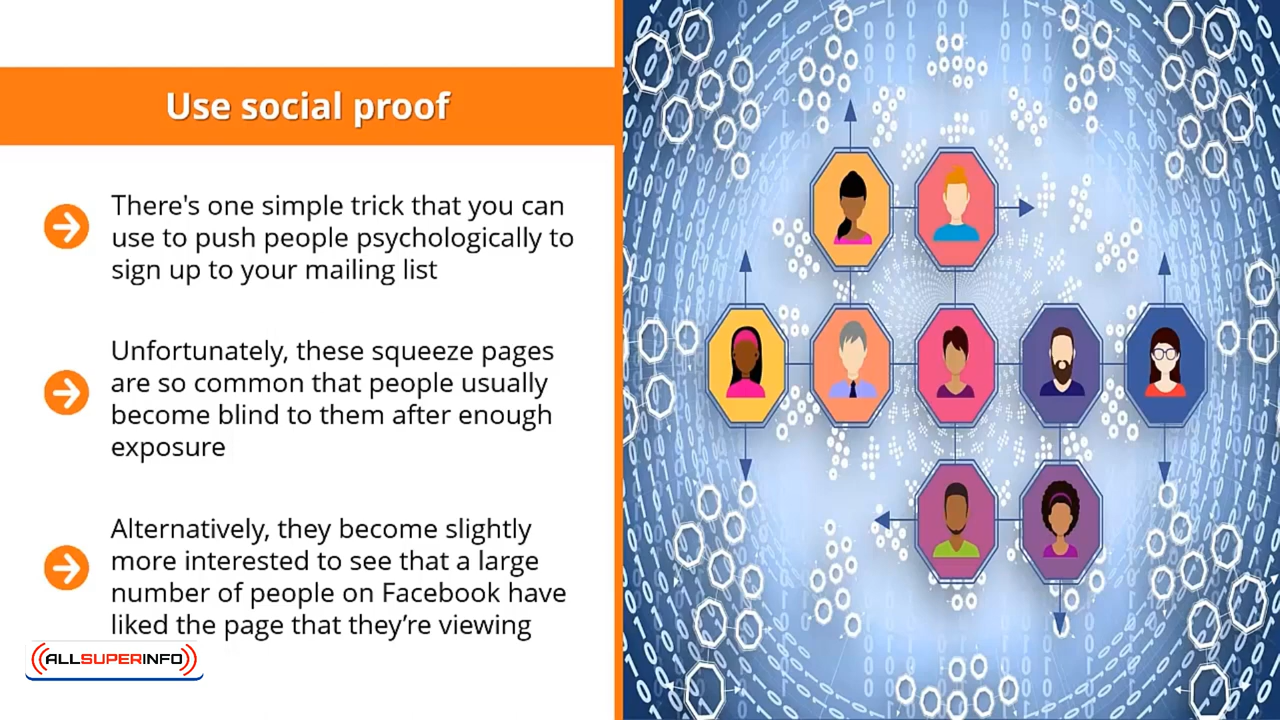 Use social proof
There's one simple trick that you can
use to push people psychologically to
sign up to your mailing list
Unfortunately, these squeeze pages
are so common that people usually
become blind to them after enough
exposure
Alternatively, they become slightly
more interested to see that a large
number of people on Facebook have
liked the page that they’re viewing
ALLSUPERINFO